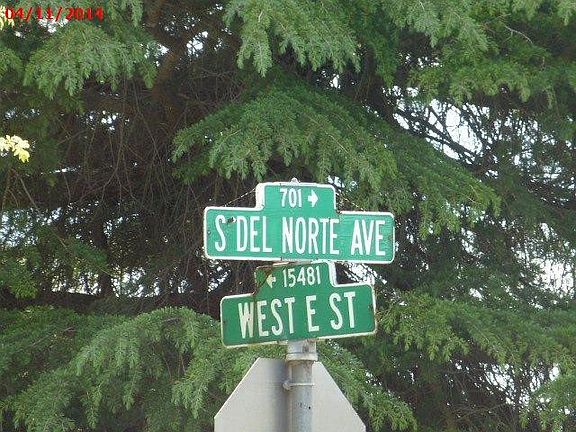 04/11/2014
701 →
S DEL NORTE AVE
← 15481
WEST E ST